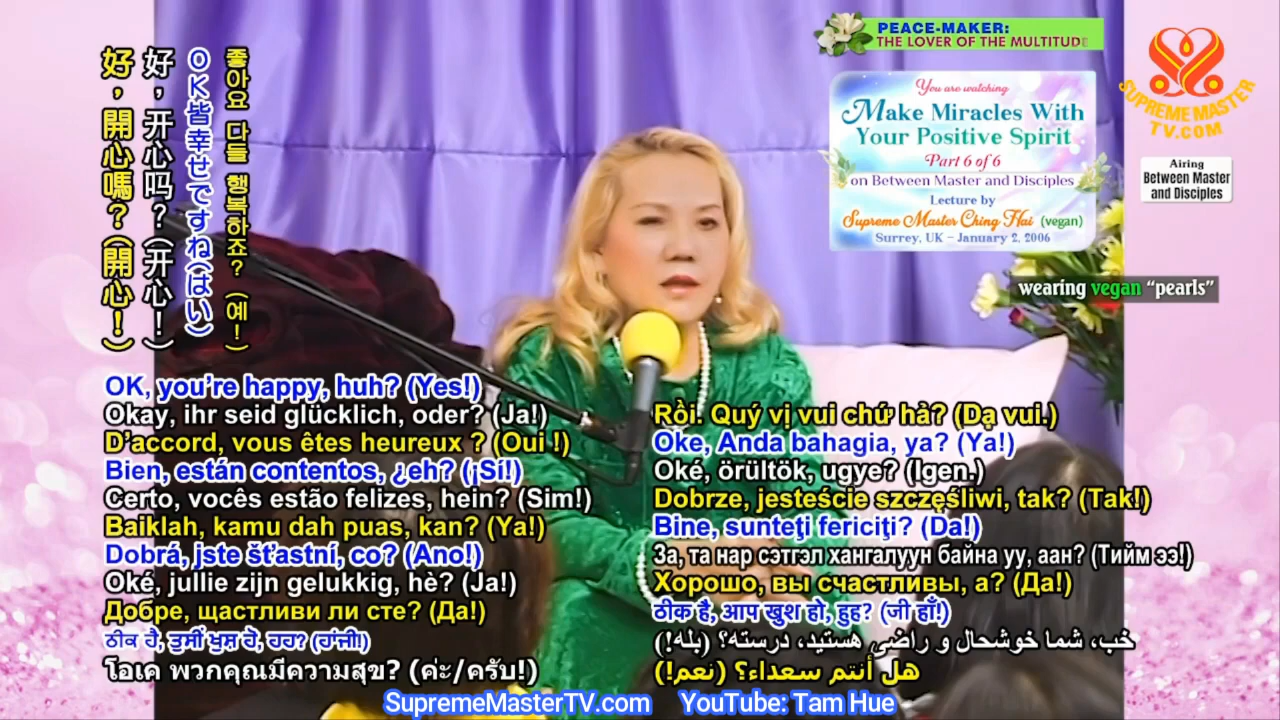 PEACE-MAKER:
THE LOVER OF THE MULTITUDE
You are watching
Make Miracles With
Your Positive Spirit
Part 6 of 6
on Between Master and Disciples
Lecture by
Supreme Master Ching Hai (vegan)
Surrey, UK – January 2, 2006
SUPREME MASTER
TV.COM
Airing
Between Master
and Disciples
wearing vegan “pearls”
좋아요 다들 행복하죠? (예!)
OK皆幸せですね(はい)
好，开心吗？(开心！)
好，開心嗎？(開心！)
OK, you’re happy, huh? (Yes!)
Okay, ihr seid glücklich, oder? (Ja!)
D’accord, vous êtes heureux ? (Oui !)
Bien, están contentos, ¿eh? (¡Sí!)
Certo, vocês estão felizes, hein? (Sim!)
Baiklah, kamu dah puas, kan? (Ya!)
Dobrá, jste šťastní, co? (Ano!)
Oké, jullie zijn gelukkig, hè? (Ja!)
Добре, щастливи ли сте? (Да!)
ਠੀਕ ਹੈ, ਤੁਸੀਂ ਖੁਸ਼ ਹੋ, ਹਹ? (ਹਾਂਜੀ!)
โอเค พวกคุณมีความสุข? (ค่ะ/ครับ!)
Rồi. Quý vị vui chứ hả? (Dạ vui.)
Oke, Anda bahagia, ya? (Ya!)
Oké, örültök, ugye? (Igen.)
Dobrze, jesteście szczęśliwi, tak? (Tak!)
Bine, sunteţi fericiţi? (Da!)
За, та нар сэтгэл хангалуун байна уу, аан? (Тийм ээ!)
Хорошо, вы счастливы, а? (Да!)
ठीक है, आप खुश हो, हुह? (जी हाँ!)
خب، شما خوشحال و راضی هستید، درسته؟ (بله!)
هل أنتم سعداء؟ (نعم!)
SupremeMasterTV.com YouTube: Tam Hue